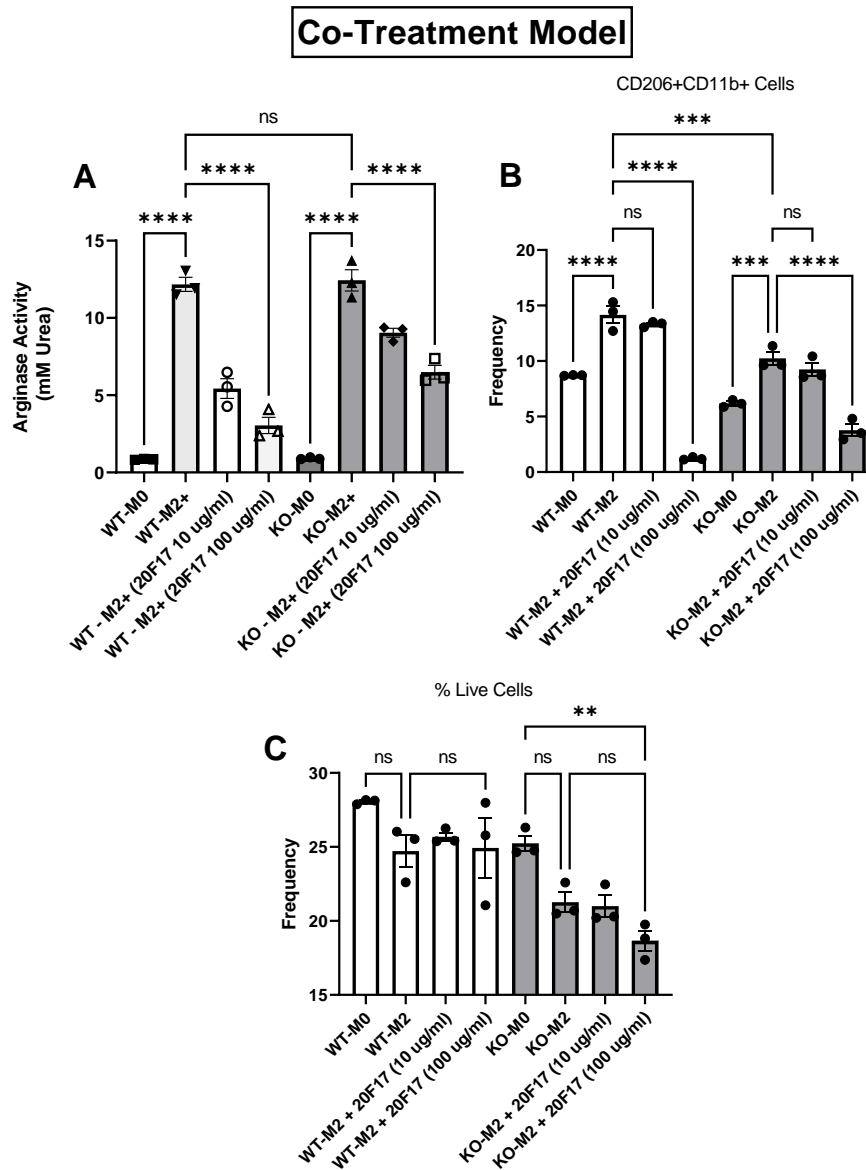 Co-Treatment Model
A
ns
****
****
****
****
Arginase Activity
(mM Urea)
15
10
5
0
WT-M0
WT-M2+
WT - M2+ (20F17 10 ug/ml)
WT - M2+ (20F17 100 ug/ml)
KO-M0
KO-M2+
KO - M2+ (20F17 10 ug/ml)
KO - M2+ (20F17 100 ug/ml)
CD206+CD11b+ Cells
B
***
****
ns
ns
****
***
****
Frequency
20
15
10
5
0
WT-M0
WT-M2
WT-M2 + 20F17 (10 ug/ml)
WT-M2 + 20F17 (100 ug/ml)
KO-M0
KO-M2
KO-M2 + 20F17 (10 ug/ml)
KO-M2 + 20F17 (100 ug/ml)
% Live Cells
C
**
ns
ns
ns
ns
Frequency
30
25
20
15
WT-M0
WT-M2
WT-M2 + 20F17 (10 ug/ml)
WT-M2 + 20F17 (100 ug/ml)
KO-M0
KO-M2
KO-M2 + 20F17 (10 ug/ml)
KO-M2 + 20F17 (100 ug/ml)